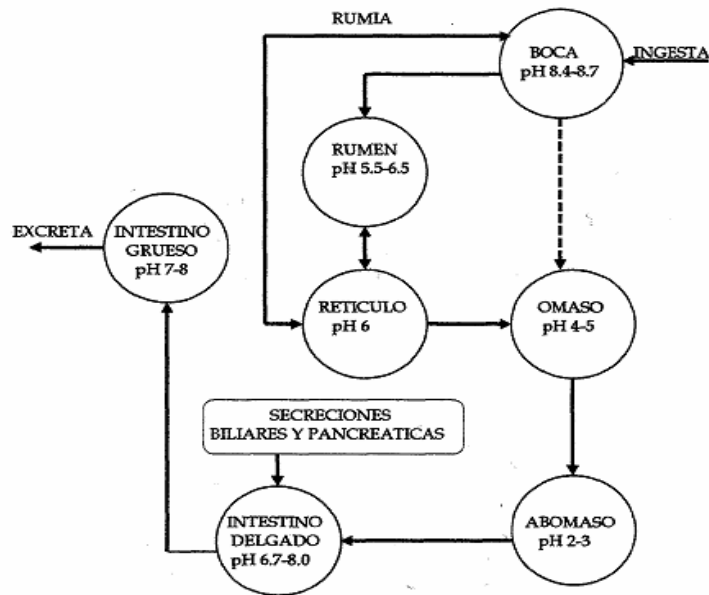 RUMIA
BOCA
pH 8.4-8.7
INGESTA
RUMEN
pH 5.5-6.5
EXCRETA
INTESTINO
GRUESO
pH 7-8
RETICULO
pH 6
OMASO
pH 4-5
SECRECIONES
BILIARES Y PANCREATICAS
INTESTINO
DELGADO
pH 6.7-8.0
ABOMASO
pH 2-3